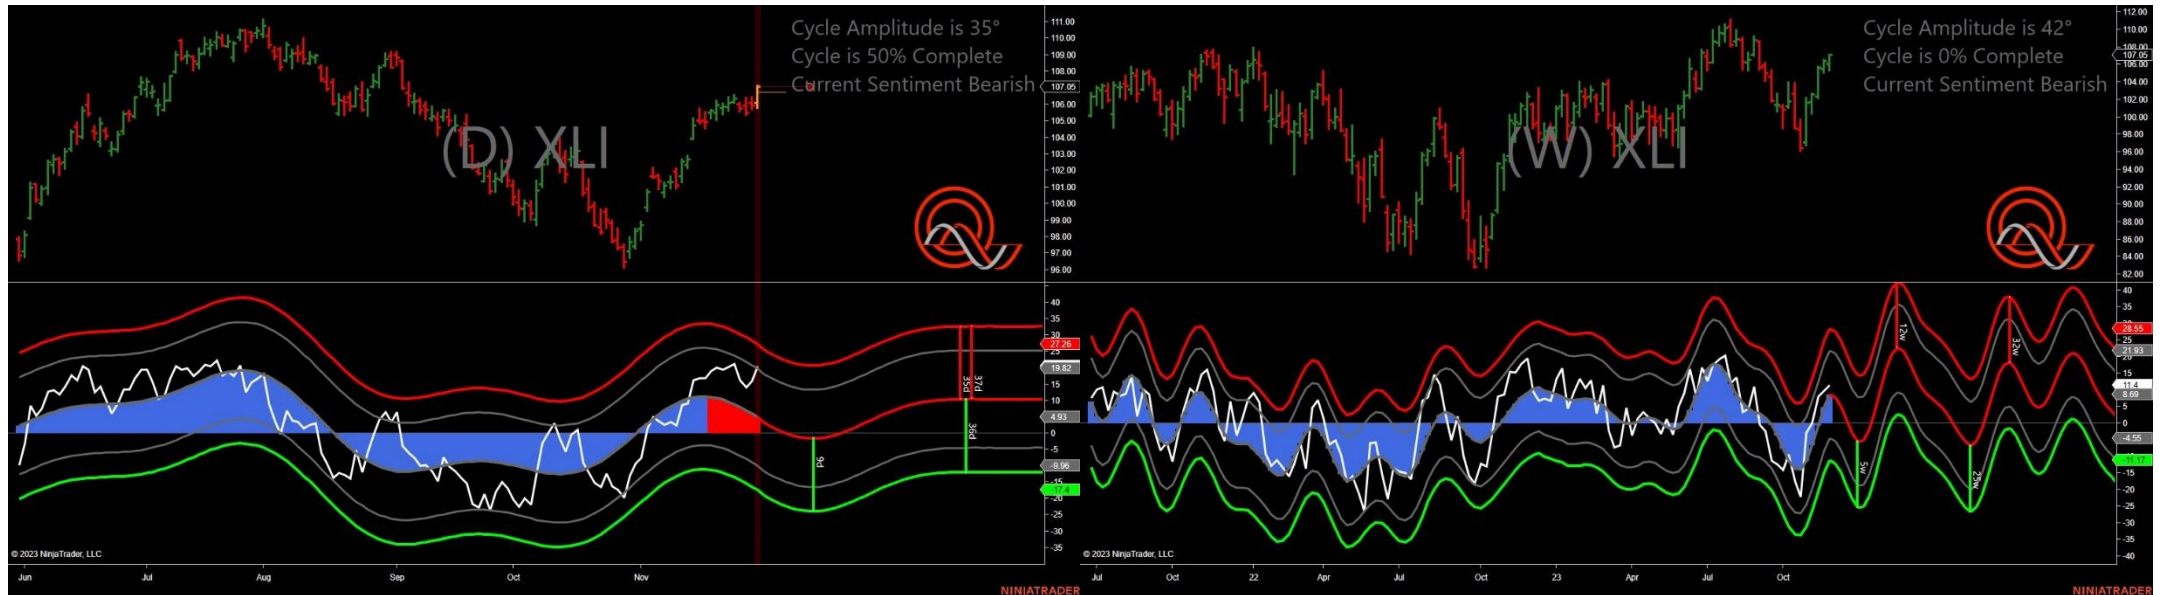 Cycle Amplitude is 35°
Cycle is 50% Complete
Current Sentiment Bearish
(D) XLI
111.00
110.00
109.00
108.00
107.05
106.00
105.00
104.00
103.00
102.00
101.00
100.00
99.00
98.00
97.00
96.00
40
35
27.26
25
19.82
15
10
4.93
0
-5
-9.96
-15
-17.4
-25
-30
-35
35d
37d
36d
9d
© 2023 NinjaTrader, LLC
Jun
Jul
Aug
Sep
Oct
Nov
NINJATRADER
Cycle Amplitude is 42°
Cycle is 0% Complete
Current Sentiment Bearish
(W) XLI
112.00
110.00
108.00
107.05
106.00
104.00
102.00
100.00
98.00
96.00
94.00
92.00
90.00
88.00
86.00
84.00
82.00
40
35
28.55
25
21.93
15
11.4
8.69
5
0
-4.55
-11.17
-15
-20
-25
-30
-35
-40
12w
32w
5w
© 2023 NinjaTrader, LLC
Jul
Oct
22
Apr
Jul
Oct
23
Apr
Jul
Oct
NINJATRADER